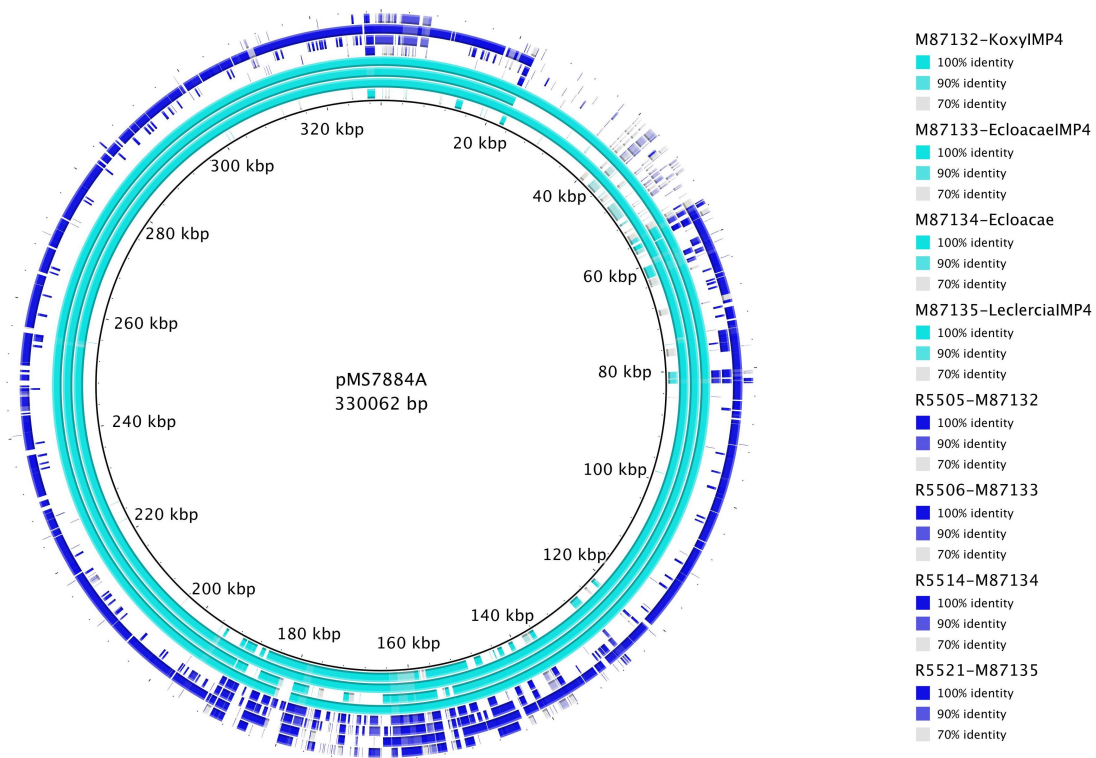 320 kbp
20 kbp
300 kbp
40 kbp
280 kbp
60 kbp
260 kbp
80 kbp
pMS7884A
330062 bp
240 kbp
100 kbp
220 kbp
120 kbp
200 kbp
140 kbp
180 kbp
160 kbp
M87132-KoxyIMP4
100% identity
90% identity
70% identity
M87133-EcloacaeIMP4
100% identity
90% identity
70% identity
M87134-Ecloacae
100% identity
90% identity
70% identity
M87135-LeclerciaIMP4
100% identity
90% identity
70% identity
R5505-M87132
100% identity
90% identity
70% identity
R5506-M87133
100% identity
90% identity
70% identity
R5514-M87134
100% identity
90% identity
70% identity
R5521-M87135
100% identity
90% identity
70% identity